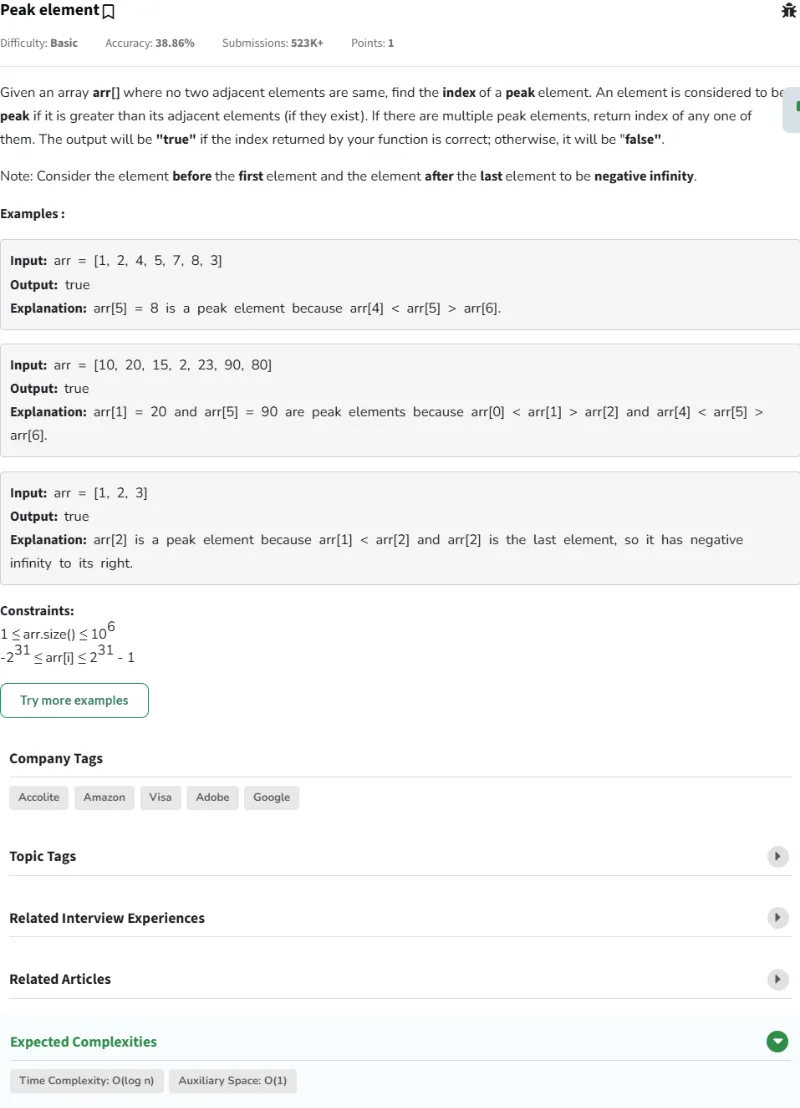 Peak element
Difficulty: Basic Accuracy: 38.86% Submissions: 523K+ Points: 1
Given an array arr[] where no two adjacent elements are same, find the index of a peak element. An element is considered to be
peak if it is greater than its adjacent elements (if they exist). If there are multiple peak elements, return index of any one of
them. The output will be "true" if the index returned by your function is correct; otherwise, it will be "false".
Note: Consider the element before the first element and the element after the last element to be negative infinity.
Examples :
Input: arr = [1, 2, 4, 5, 7, 8, 3]
Output: true
Explanation: arr[5] = 8 is a peak element because arr[4] < arr[5] > arr[6].
Input: arr = [10, 20, 15, 2, 23, 90, 80]
Output: true
Explanation: arr[1] = 20 and arr[5] = 90 are peak elements because arr[0] < arr[1] > arr[2] and arr[4] < arr[5] >
arr[6].
Input: arr = [1, 2, 3]
Output: true
Explanation: arr[2] is a peak element because arr[1] < arr[2] and arr[2] is the last element, so it has negative
infinity to its right.
Constraints:
1 ≤ arr.size() ≤ 10^6
-2^31 ≤ arr[i] ≤ 2^31 - 1
Try more examples
Company Tags
Accolite Amazon Visa Adobe Google
Topic Tags
Related Interview Experiences
Related Articles
Expected Complexities
Time Complexity: O(log n) Auxiliary Space: O(1)